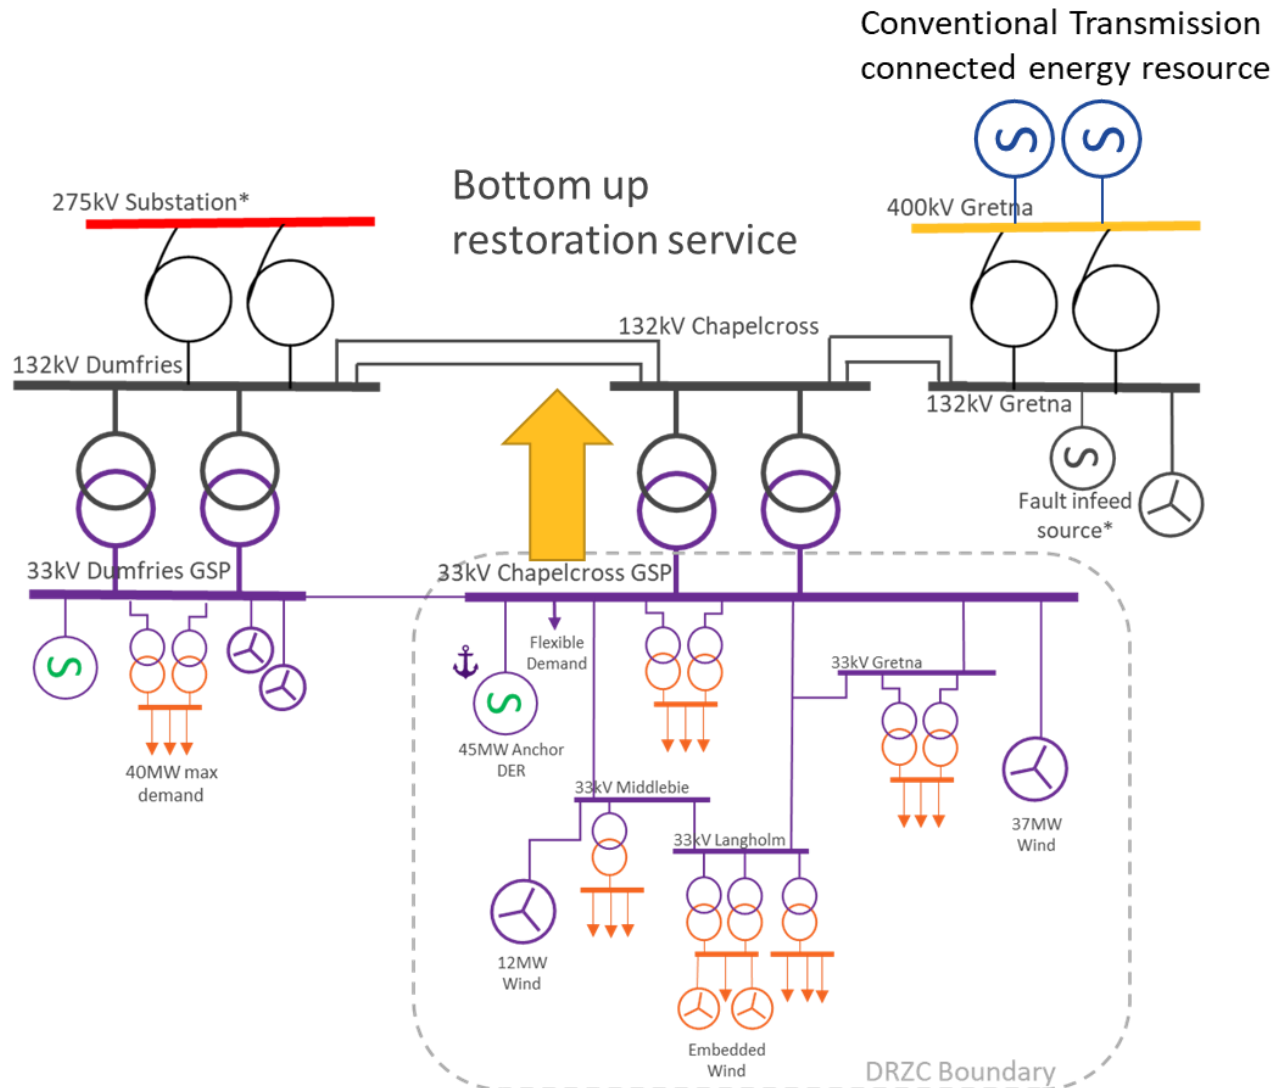 Conventional Transmission
connected energy resource
Bottom up
restoration service
275kV Substation*
400kV Gretna
132kV Chapelcross
132kV Dumfries
132kV Gretna
Fault infeed
source*
33kV Dumfries GSP
33kV Chapelcross GSP
Flexible
Demand
33kV Gretna
45MW Anchor
DER
40MW max
demand
33kV Middlebie
37MW
Wind
33kV Langholm
12MW
Wind
Embedded
Wind
DRZC Boundary